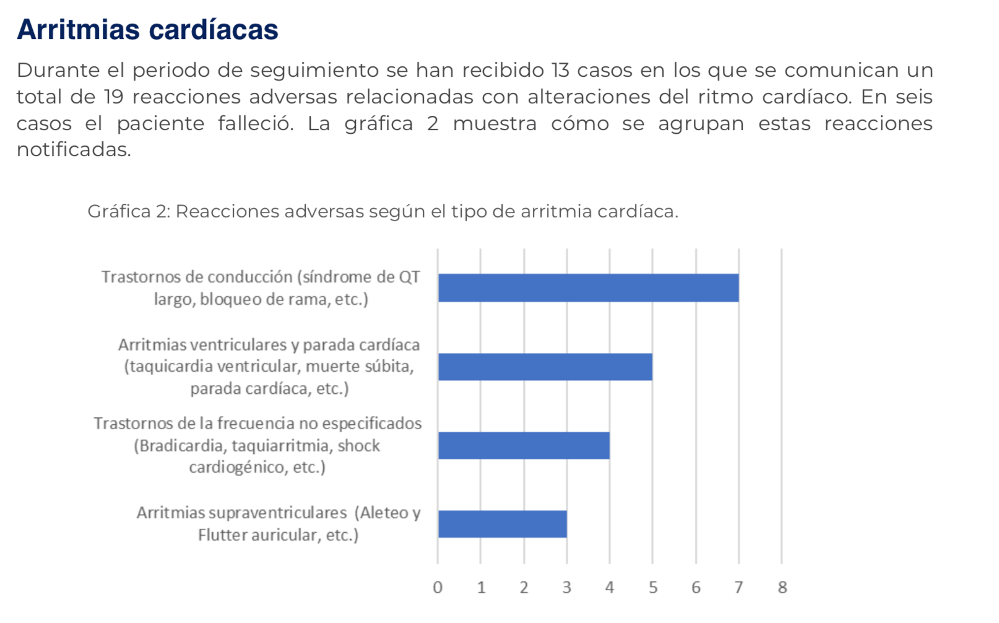 Arritmias cardíacas
Durante el periodo de seguimiento se han recibido 13 casos en los que se comunican un
total de 19 reacciones adversas relacionadas con alteraciones del ritmo cardíaco. En seis
casos el paciente falleció. La gráfica 2 muestra cómo se agrupan estas reacciones
notificadas.
Gráfica 2: Reacciones adversas según el tipo de arritmia cardíaca.
Trastornos de conducción (síndrome de QT
largo, bloqueo de rama, etc.)
Arritmias ventriculares y parada cardíaca
(taquicardia ventricular, muerte súbita,
parada cardíaca, etc.)
Trastornos de la frecuencia no especificados
(Bradicardia, taquiarritmia, shock
cardiogénico, etc.)
Arritmias supraventriculares (Aleteo y
Flutter auricular, etc.)
0 1 2 3 4 5 6 7 8